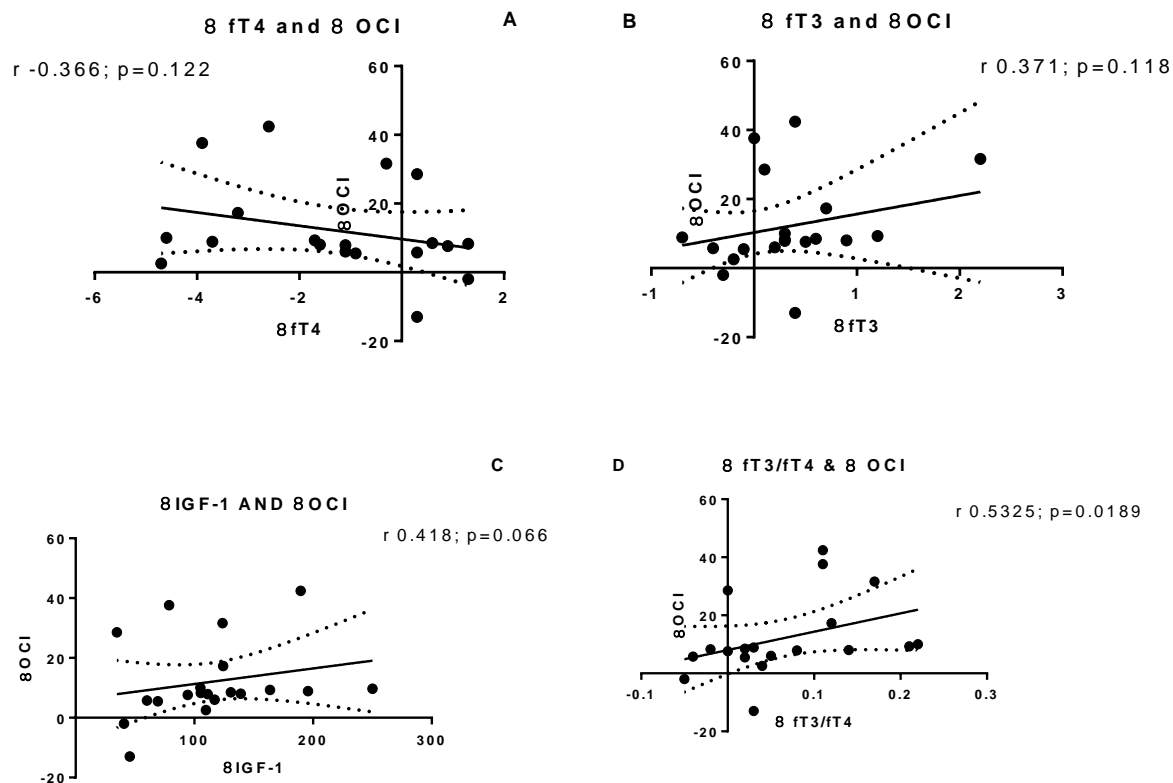 8 fT4 and 8 OCI
A
r -0.366; p=0.122
60
40
20
-20
-6
-4
-2
2
8OCI
8fT4
B
8 fT3 and 8OCI
r 0.371; p=0.118
60
40
20
-20
-1
1
2
3
8OCI
8fT3
C
8IGF-1 AND 8OCI
r 0.418; p=0.066
60
40
20
0
-20
100
200
300
8OCI
8IGF-1
D
8 fT3/fT4 & 8 OCI
r 0.5325; p=0.0189
60
40
20
-20
-0.1
0.1
0.2
0.3
8OCI
8 fT3/fT4